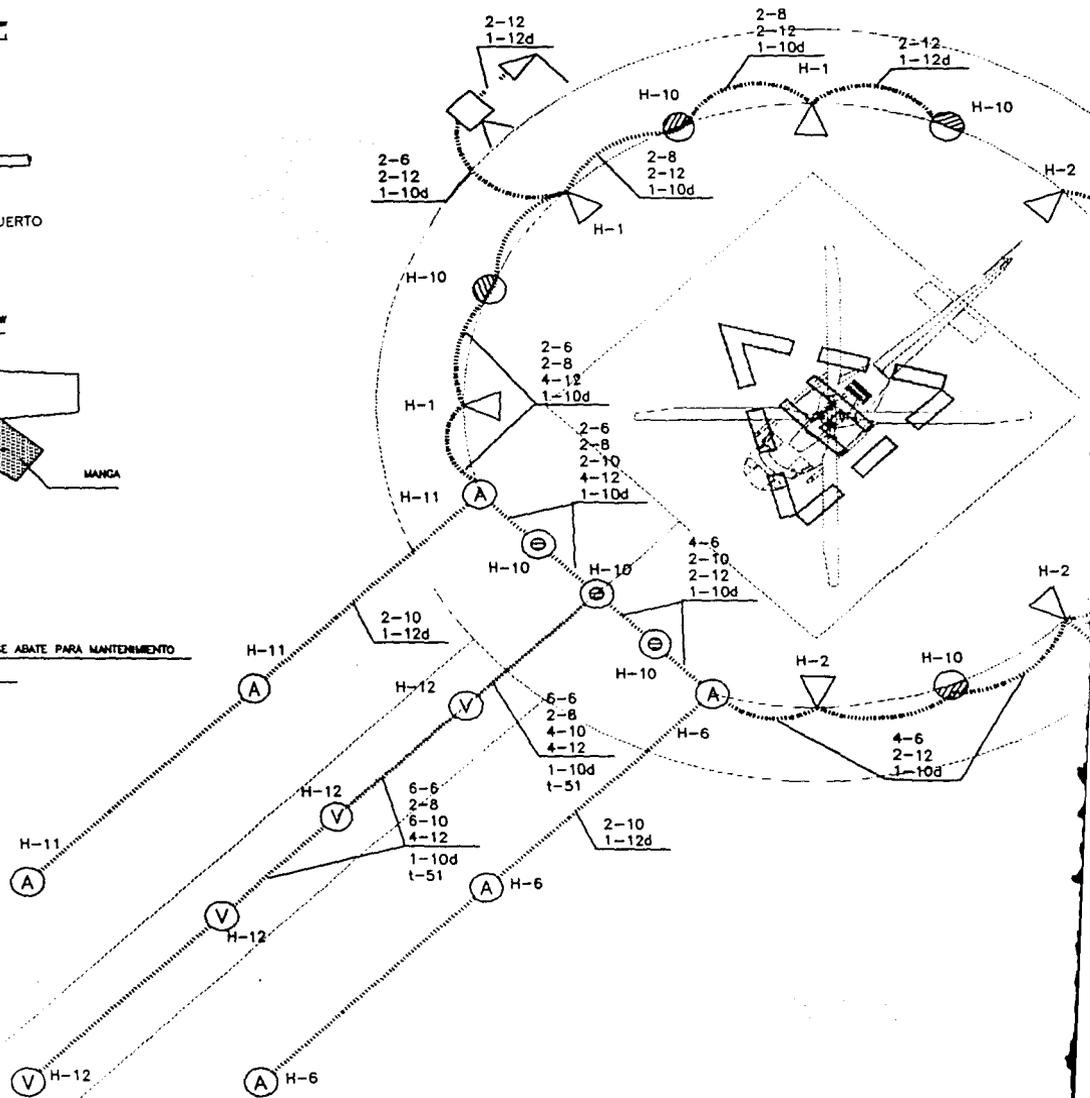 2-12
1-12d
2-8
2-12
1-10d
H-1
2-12
1-12d
H-10
H-10
2-6
2-12
1-10d
2-8
2-12
1-10d
H-2
UERTO
H-1
H-10
2-6
2-8
4-12
1-10d
H-1
2-6
2-8
2-10
4-12
1-10d
MANGA
H-11
4-6
2-10
2-12
1-10d
H-10
H-10
H-2
2-10
1-12d
SE ABATE PARA MANTENIMIENTO
H-11
H-2
H-10
H-10
H-12
6-6
2-8
4-10
4-12
1-10d
t-51
H-6
4-6
2-12
1-10d
H-12
6-6
2-8
6-10
4-12
1-10d
t-51
2-10
1-12d
H-11
A
A
A
A
A
A
V
V
V
V
H-6
H-12
H-12
H-6